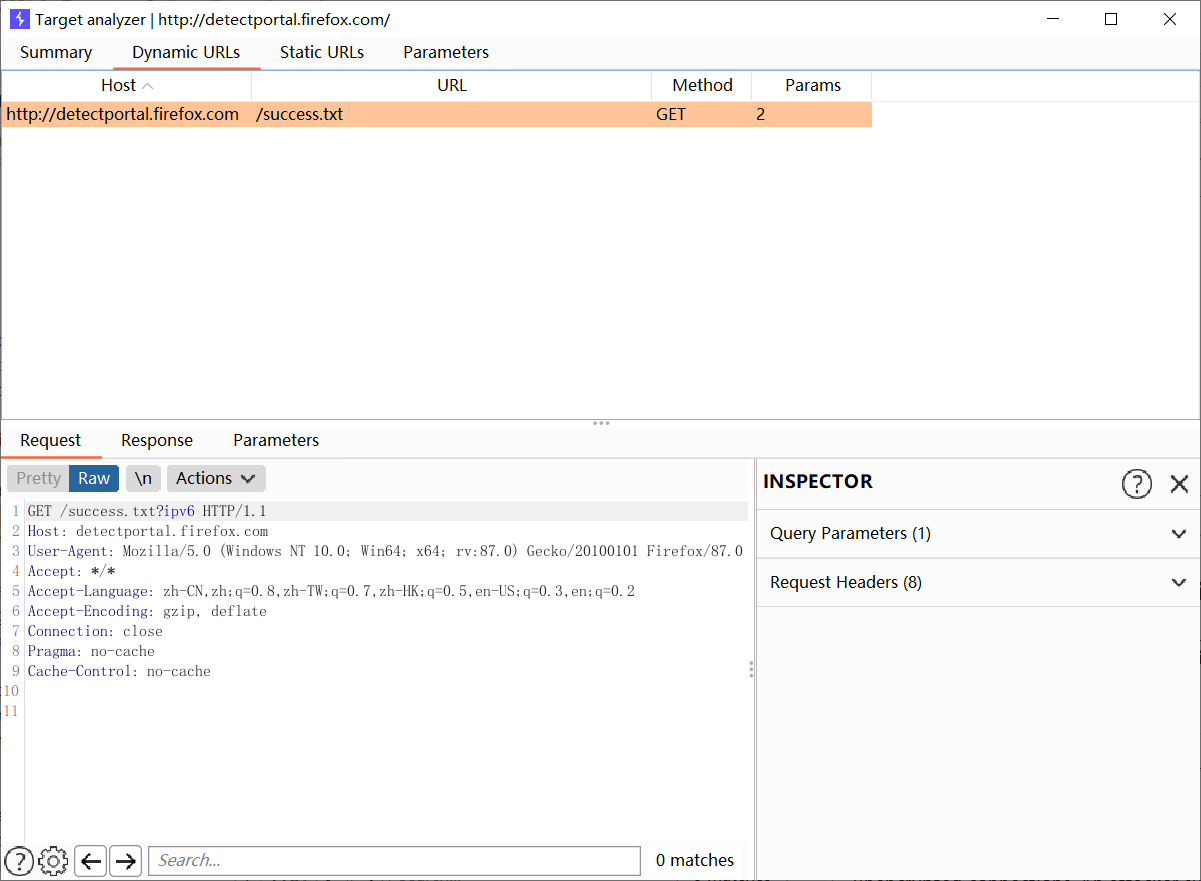 Target analyzer | http://detectportal.firefox.com/
Summary Dynamic URLs Static URLs Parameters
Host URL Method Params
http://detectportal.firefox.com /success.txt GET 2
Request Response Parameters
Pretty Raw \n Actions
INSPECTOR
Query Parameters (1)
Request Headers (8)
1 GET /success.txt?ipv6 HTTP/1.1
2 Host: detectportal.firefox.com
3 User-Agent: Mozilla/5.0 (Windows NT 10.0; Win64; x64; rv:87.0) Gecko/20100101 Firefox/87.0
4 Accept: */*
5 Accept-Language: zh-CN,zh;q=0.8,zh-TW;q=0.7,zh-HK;q=0.5,en-US;q=0.3,en;q=0.2
6 Accept-Encoding: gzip, deflate
7 Connection: close
8 Pragma: no-cache
9 Cache-Control: no-cache
10
11
Search... 0 matches